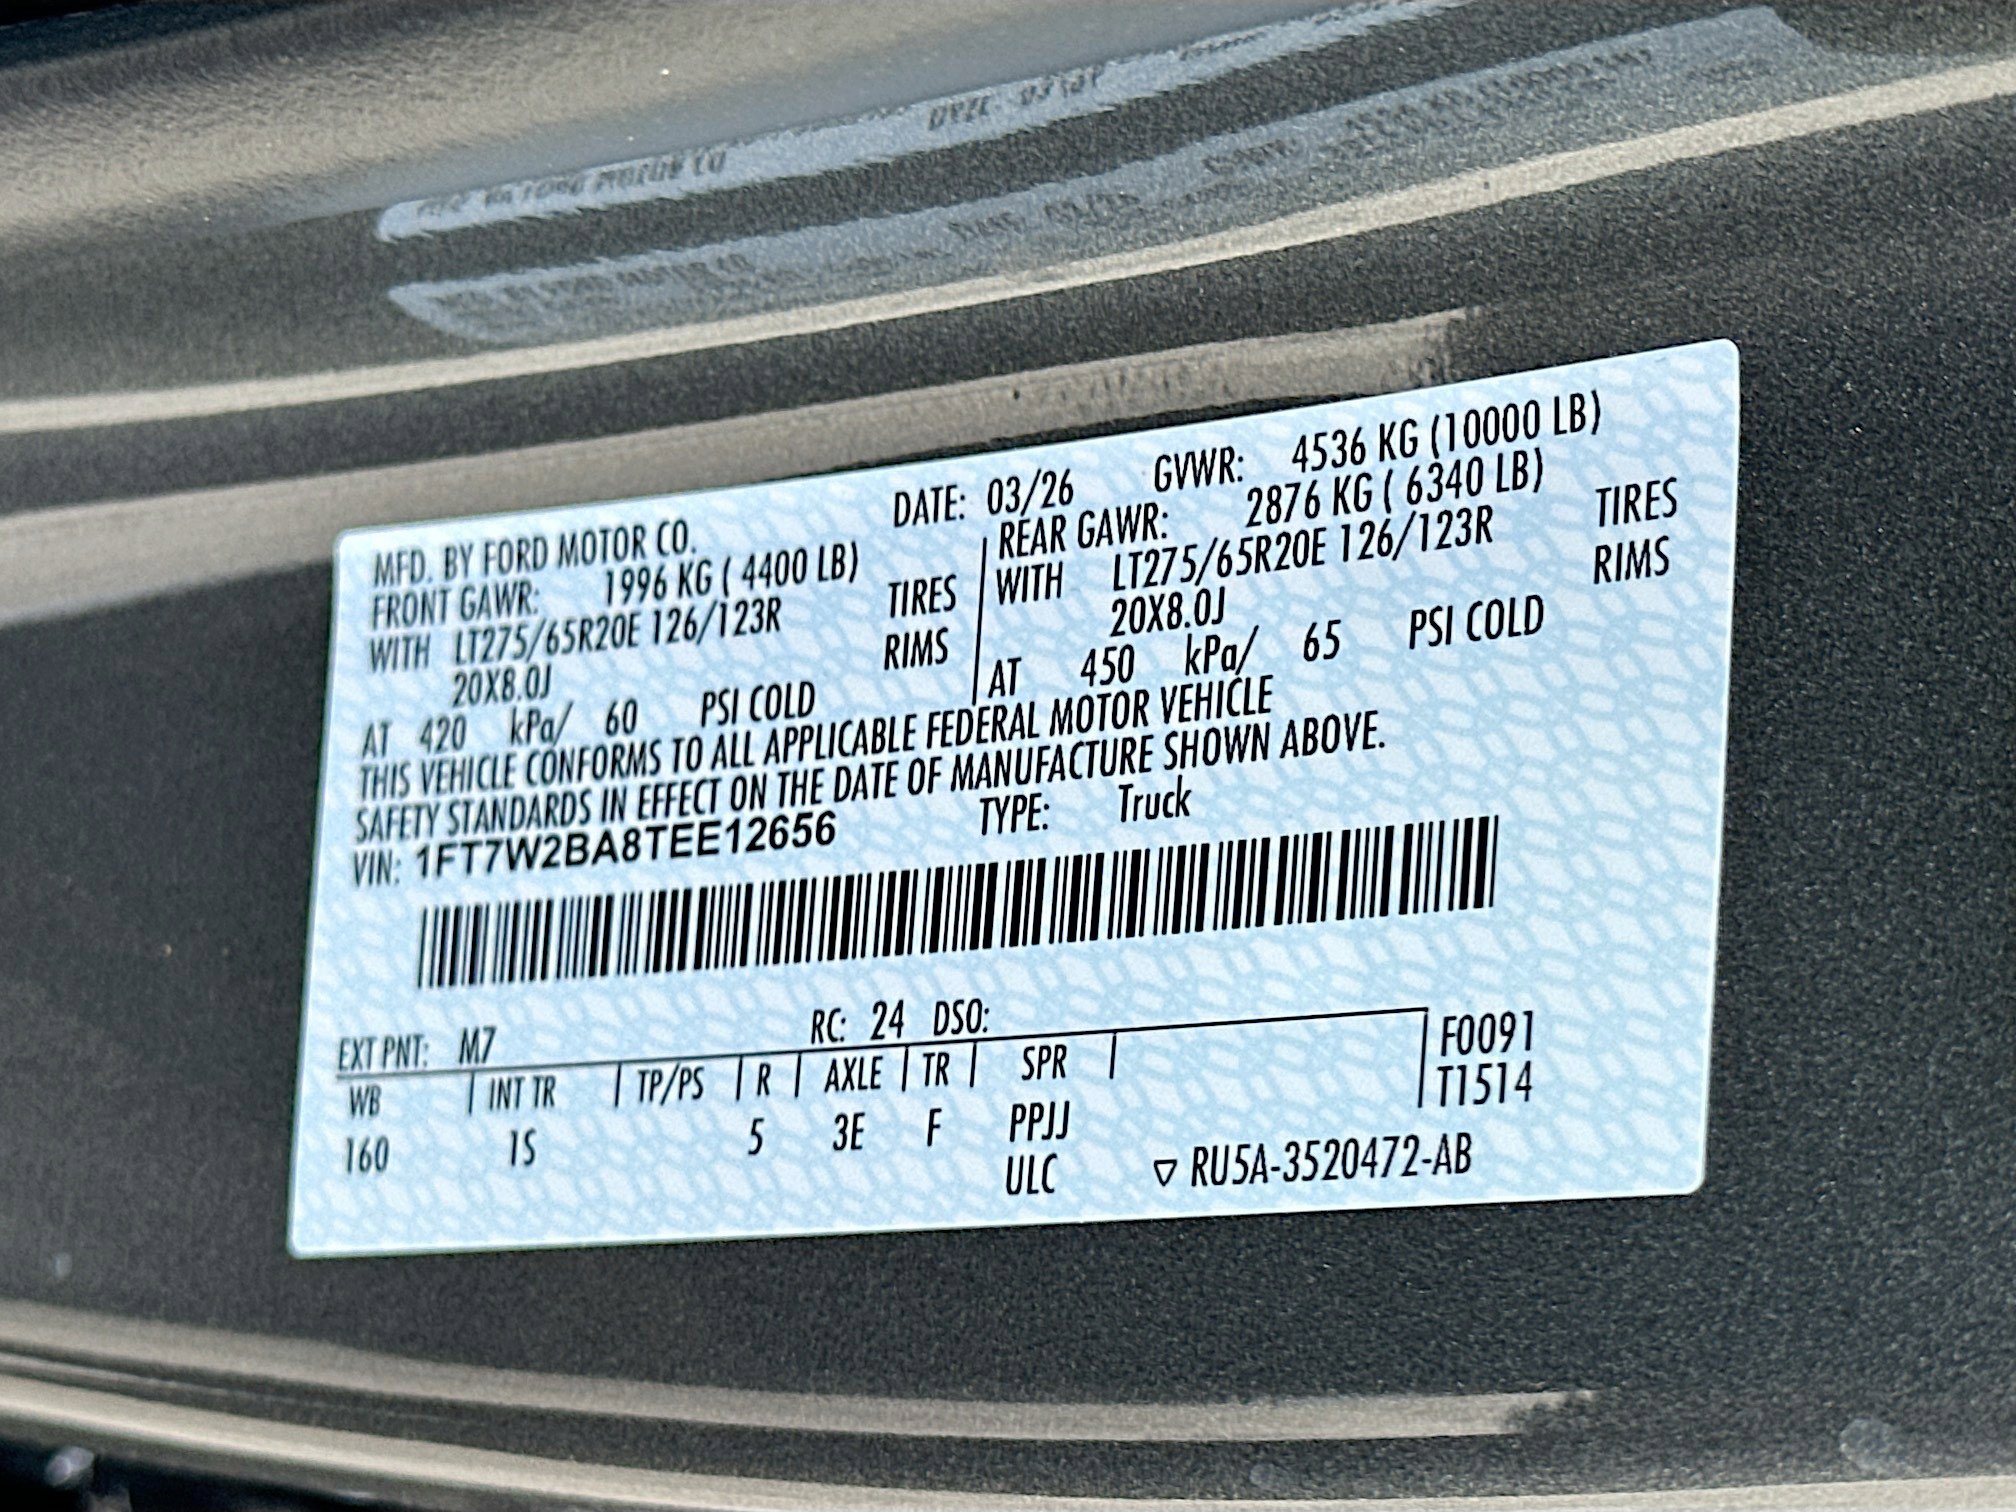 MFD. BY FORD MOTOR CO. DATE: 03/26 GVWR: 4536 KG (10000 LB)
FRONT GAWR: 1996 KG ( 4400 LB) REAR GAWR: 2876 KG ( 6340 LB)
WITH LT275/65R20E 126/123R TIRES WITH LT275/65R20E 126/123R TIRES
20X8.0J RIMS 20X8.0J RIMS
AT 420 kPa/ 60 PSI COLD AT 450 kPa/ 65 PSI COLD
THIS VEHICLE CONFORMS TO ALL APPLICABLE FEDERAL MOTOR VEHICLE
SAFETY STANDARDS IN EFFECT ON THE DATE OF MANUFACTURE SHOWN ABOVE.
VIN: 1FT7W2BA8TEE12656 TYPE: Truck
EXT PNT: M7 RC: 24 DSO:
WB INT TR TP/PS R AXLE TR SPR F0091
160 1S 5 3E F PPJJ T1514
ULC ▽ RU5A-3520472-AB